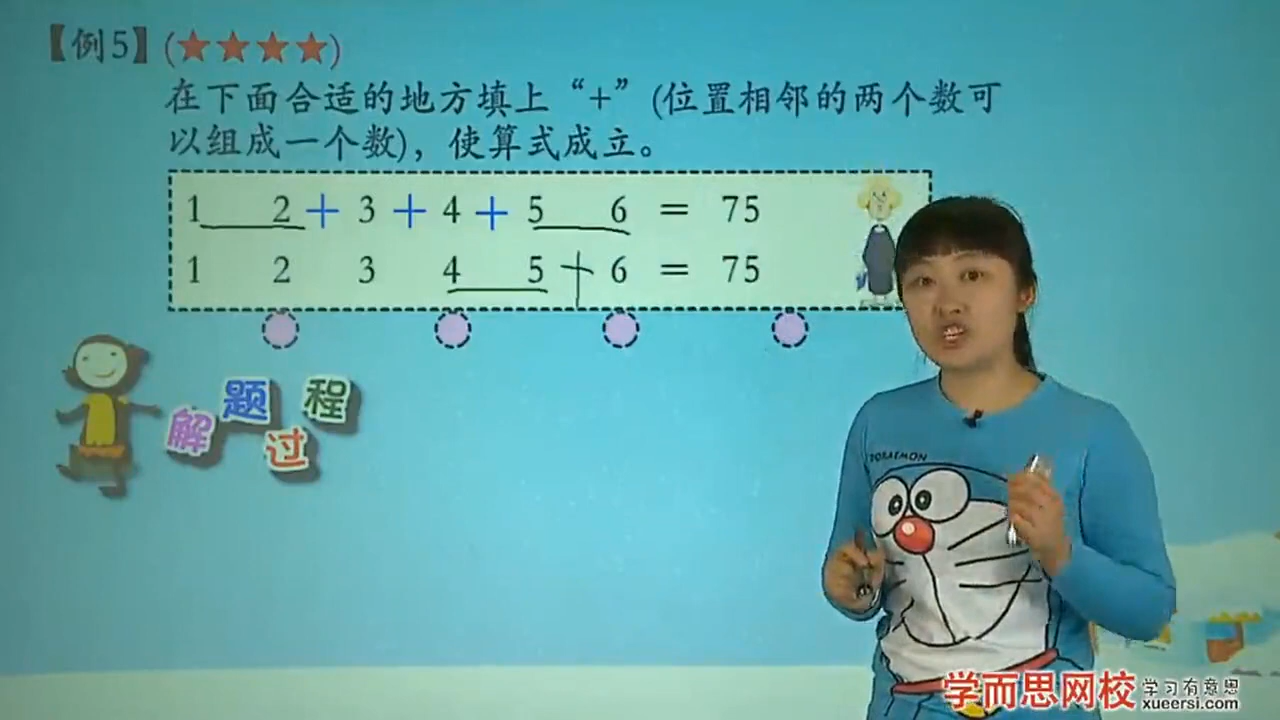 【例5】(★★★★)
在下面合适的地方填上“+”(位置相邻的两个数可
以组成一个数)，使算式成立。
1 2+3+4+5 6 = 75
1 2 3 4 5+6 = 75
解题过程
DORAEMON
学而思网校 学习有意思
xueersi.com